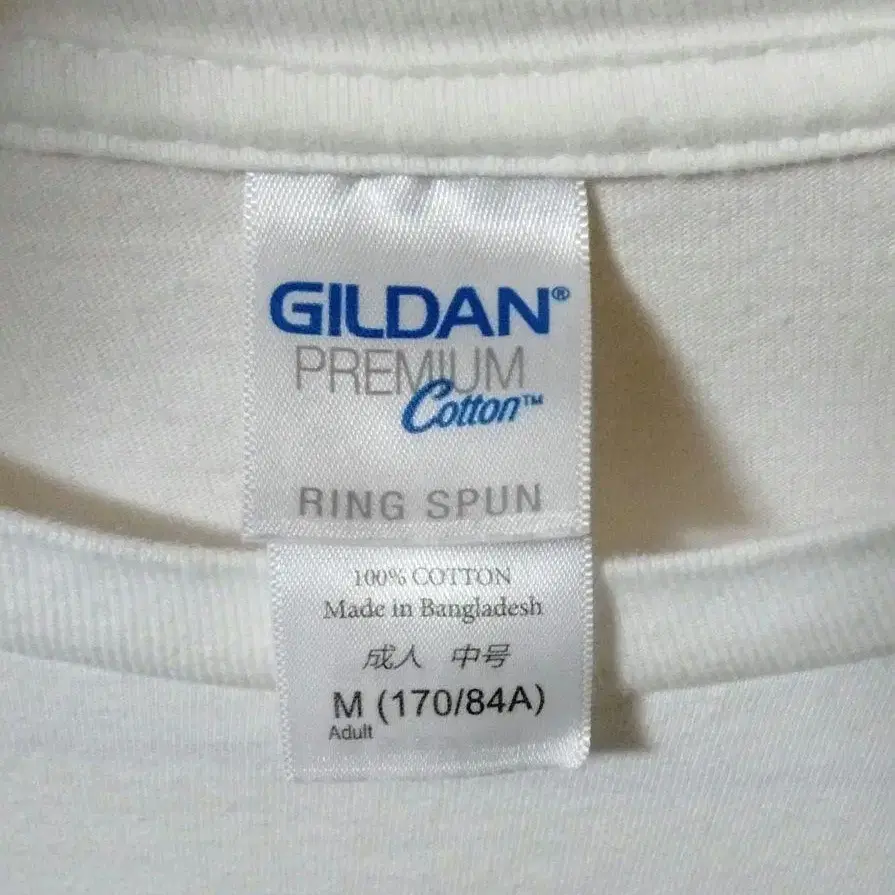 GILDAN®
PREMIUM
Cotton™
RING SPUN
100% COTTON
Made in Bangladesh
成人 中号
M (170/84A)
Adult